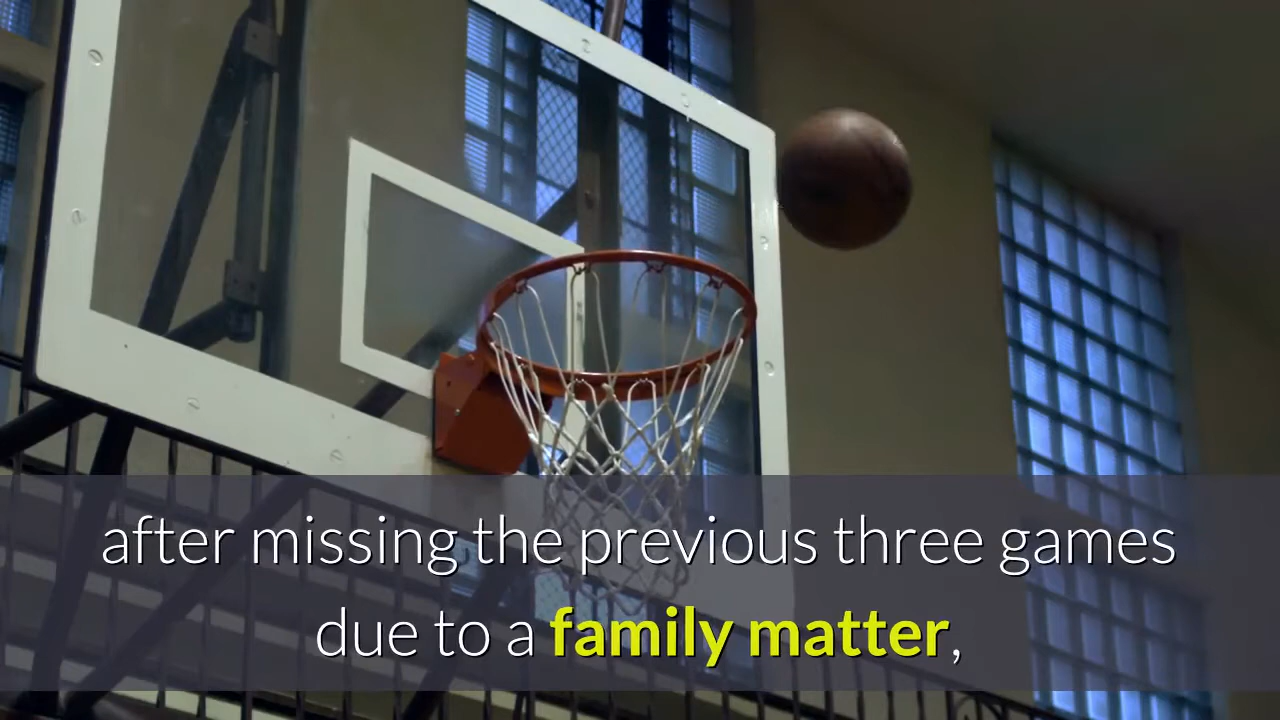 after missing the previous three games
due to a family matter,